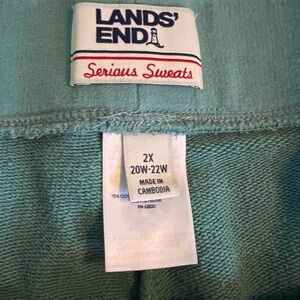 LANDS'
END
Serious Sweats
2X
20W-22W
MADE IN
CAMBODIA